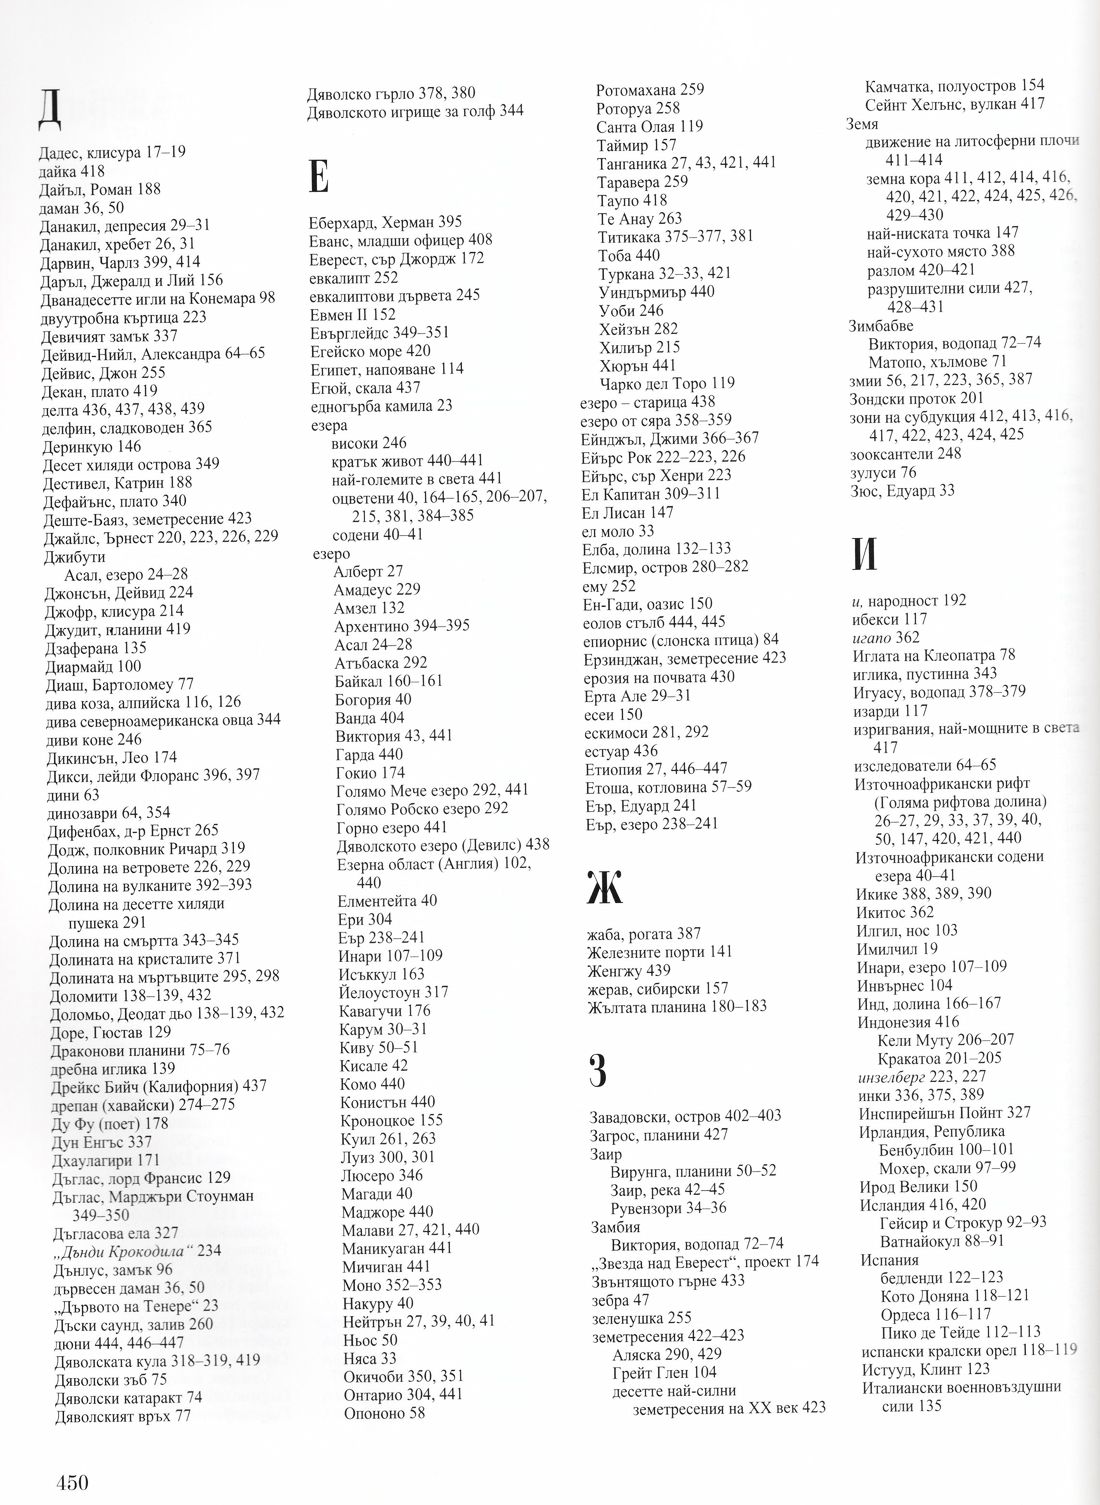 Д
Дадес, клисура 17–19
дайка 418
Дайъл, Роман 188
даман 36, 50
Данакил, депресия 29–31
Данакил, хребет 26, 31
Дарвин, Чарлз 399, 414
Даръл, Джералд и Лий 156
Дванадесетте игли на Конемара 98
двуутробна къртица 223
Девичият замък 337
Дейвид-Нийл, Александра 64–65
Дейвис, Джон 255
Декан, плато 419
делта 436, 437, 438, 439
делфин, сладководен 365
Деринкую 146
Десет хиляди острова 349
Дестивел, Катрин 188
Дефайънс, плато 340
Деште-Баяз, земетресение 423
Джайлс, Ърнест 220, 223, 226, 229
Джибути
Асал, езеро 24–28
Джонсън, Дейвид 224
Джофр, клисура 214
Джудит, планини 419
Дзаферана 135
Диармайд 100
Диаш, Бартоломеу 77
дива коза, алпийска 116, 126
дива северноамериканска овца 344
диви коне 246
Дикинсън, Лео 174
Дикси, лейди Флоранс 396, 397
дини 63
динозаври 64, 354
Дифенбах, д-р Ернст 265
Додж, полковник Ричард 319
Долина на ветровете 226, 229
Долина на вулканите 392–393
Долина на десетте хиляди
пушека 291
Долина на смъртта 343–345
Долината на кристалите 371
Долината на мъртъвците 295, 298
Доломити 138–139, 432
Доломьо, Деодат дьо 138–139, 432
Доре, Гюстав 129
Драконови планини 75–76
дребна иглика 139
Дрейкс Бийч (Калифорния) 437
дрепан (хавайски) 274–275
Ду Фу (поет) 178
Дун Енгъс 337
Дхаулагири 171
Дъглас, лорд Франсис 129
Дъглас, Марджъри Стоунман
349–350
Дъгласова ела 327
„Дънди Крокодила“ 234
Дънлус, замък 96
дървесен даман 36, 50
„Дървото на Тенере“ 23
Дъски саунд, залив 260
дюни 444, 446–447
Дяволската кула 318–319, 419
Дяволски зъб 75
Дяволски катаракт 74
Дяволският връх 77
Дяволско гърло 378, 380
Дяволското игрище за голф 344
Е
Еберхард, Херман 395
Еванс, младши офицер 408
Еверест, сър Джордж 172
евкалипт 252
евкалиптови дървета 245
Евмен II 152
Евърглейдс 349–351
Егейско море 420
Египет, напояване 114
Егюй, скала 437
едногърба камила 23
езера
високи 246
кратък живот 440–441
най-големите в света 441
оцветени 40, 164–165, 206–207,
215, 381, 384–385
содени 40–41
езеро
Алберт 27
Амадеус 229
Амзел 132
Архентино 394–395
Асал 24–28
Атъбаска 292
Байкал 160–161
Богория 40
Ванда 404
Виктория 43, 441
Гарда 440
Гокио 174
Голямо Мече езеро 292, 441
Голямо Робско езеро 292
Горно езеро 441
Дяволското езеро (Девилс) 438
Езерна област (Англия) 102,
440
Елментейта 40
Ери 304
Еър 238–241
Инари 107–109
Исъккул 163
Йелоустоун 317
Кавагучи 176
Карум 30–31
Киву 50–51
Кисале 42
Комо 440
Конистън 440
Кроноцкое 155
Куил 261, 263
Луиз 300, 301
Люсеро 346
Магади 40
Маджоре 440
Малави 27, 421, 440
Маникуаган 441
Мичиган 441
Моно 352–353
Накуру 40
Нейтрън 27, 39, 40, 41
Ньос 50
Няса 33
Окичоби 350, 351
Онтарио 304, 441
Опононо 58
Ротомахана 259
Роторуа 258
Санта Олая 119
Таймир 157
Танганика 27, 43, 421, 441
Таравера 259
Таупо 418
Те Анау 263
Титикака 375–377, 381
Тоба 440
Туркана 32–33, 421
Уиндърмиър 440
Уоби 246
Хейзън 282
Хилиър 215
Хюрън 441
Чарко дел Торо 119
езеро – старица 438
езеро от сяра 358–359
Ейнджъл, Джими 366–367
Ейърс Рок 222–223, 226
Ейърс, сър Хенри 223
Ел Капитан 309–311
Ел Лисан 147
ел моло 33
Елба, долина 132–133
Елсмир, остров 280–282
ему 252
Ен-Гади, оазис 150
еолов стълб 444, 445
епиорнис (слонска птица) 84
Ерзинджан, земетресение 423
ерозия на почвата 430
Ерта Але 29–31
есеи 150
ескимоси 281, 292
естуар 436
Етиопия 27, 446–447
Етоша, котловина 57–59
Еър, Едуард 241
Еър, езеро 238–241
Ж
жаба, рогата 387
Железните порти 141
Женгжу 439
жерав, сибирски 157
Жълтата планина 180–183
З
Завадовски, остров 402–403
Загрос, планини 427
Заир
Вирунга, планини 50–52
Заир, река 42–45
Рувензори 34–36
Замбия
Виктория, водопад 72–74
„Звезда над Еверест“, проект 174
Звънтящото гърне 433
зебра 47
зеленушка 255
земетресения 422–423
Аляска 290, 429
Грейт Глен 104
десетте най-силни
земетресения на XX век 423
Камчатка, полуостров 154
Сейнт Хелънс, вулкан 417
Земя
движение на литосферни плочи
411–414
земна кора 411, 412, 414, 416,
420, 421, 422, 424, 425, 426,
429–430
най-ниската точка 147
най-сухото място 388
разлом 420–421
разрушителни сили 427,
428–431
Зимбабве
Виктория, водопад 72–74
Матопо, хълмове 71
змии 56, 217, 223, 365, 387
Зондски проток 201
зони на субдукция 412, 413, 416,
417, 422, 423, 424, 425
зооксантели 248
зулуси 76
Зюс, Едуард 33
И
и, народност 192
ибекси 117
игапо 362
Иглата на Клеопатра 78
иглика, пустинна 343
Игуасу, водопад 378–379
изарди 117
изригвания, най-мощните в света
417
изследователи 64–65
Източноафрикански рифт
(Голяма рифтова долина)
26–27, 29, 33, 37, 39, 40,
50, 147, 420, 421, 440
Източноафрикански содени
езера 40–41
Икике 388, 389, 390
Икитос 362
Илгил, нос 103
Имилчил 19
Инари, езеро 107–109
Инвърнес 104
Инд, долина 166–167
Индонезия 416
Кели Муту 206–207
Кракатоа 201–205
инзелберг 223, 227
инки 336, 375, 389
Инспирейшън Пойнт 327
Ирландия, Република
Бенбулбин 100–101
Мохер, скали 97–99
Ирод Велики 150
Исландия 416, 420
Гейсир и Строкур 92–93
Ватнайокул 88–91
Испания
бедленди 122–123
Кото Доняна 118–121
Ордеса 116–117
Пико де Тейде 112–113
испански кралски орел 118–119
Истууд, Клинт 123
Италиански военновъздушни
сили 135
450